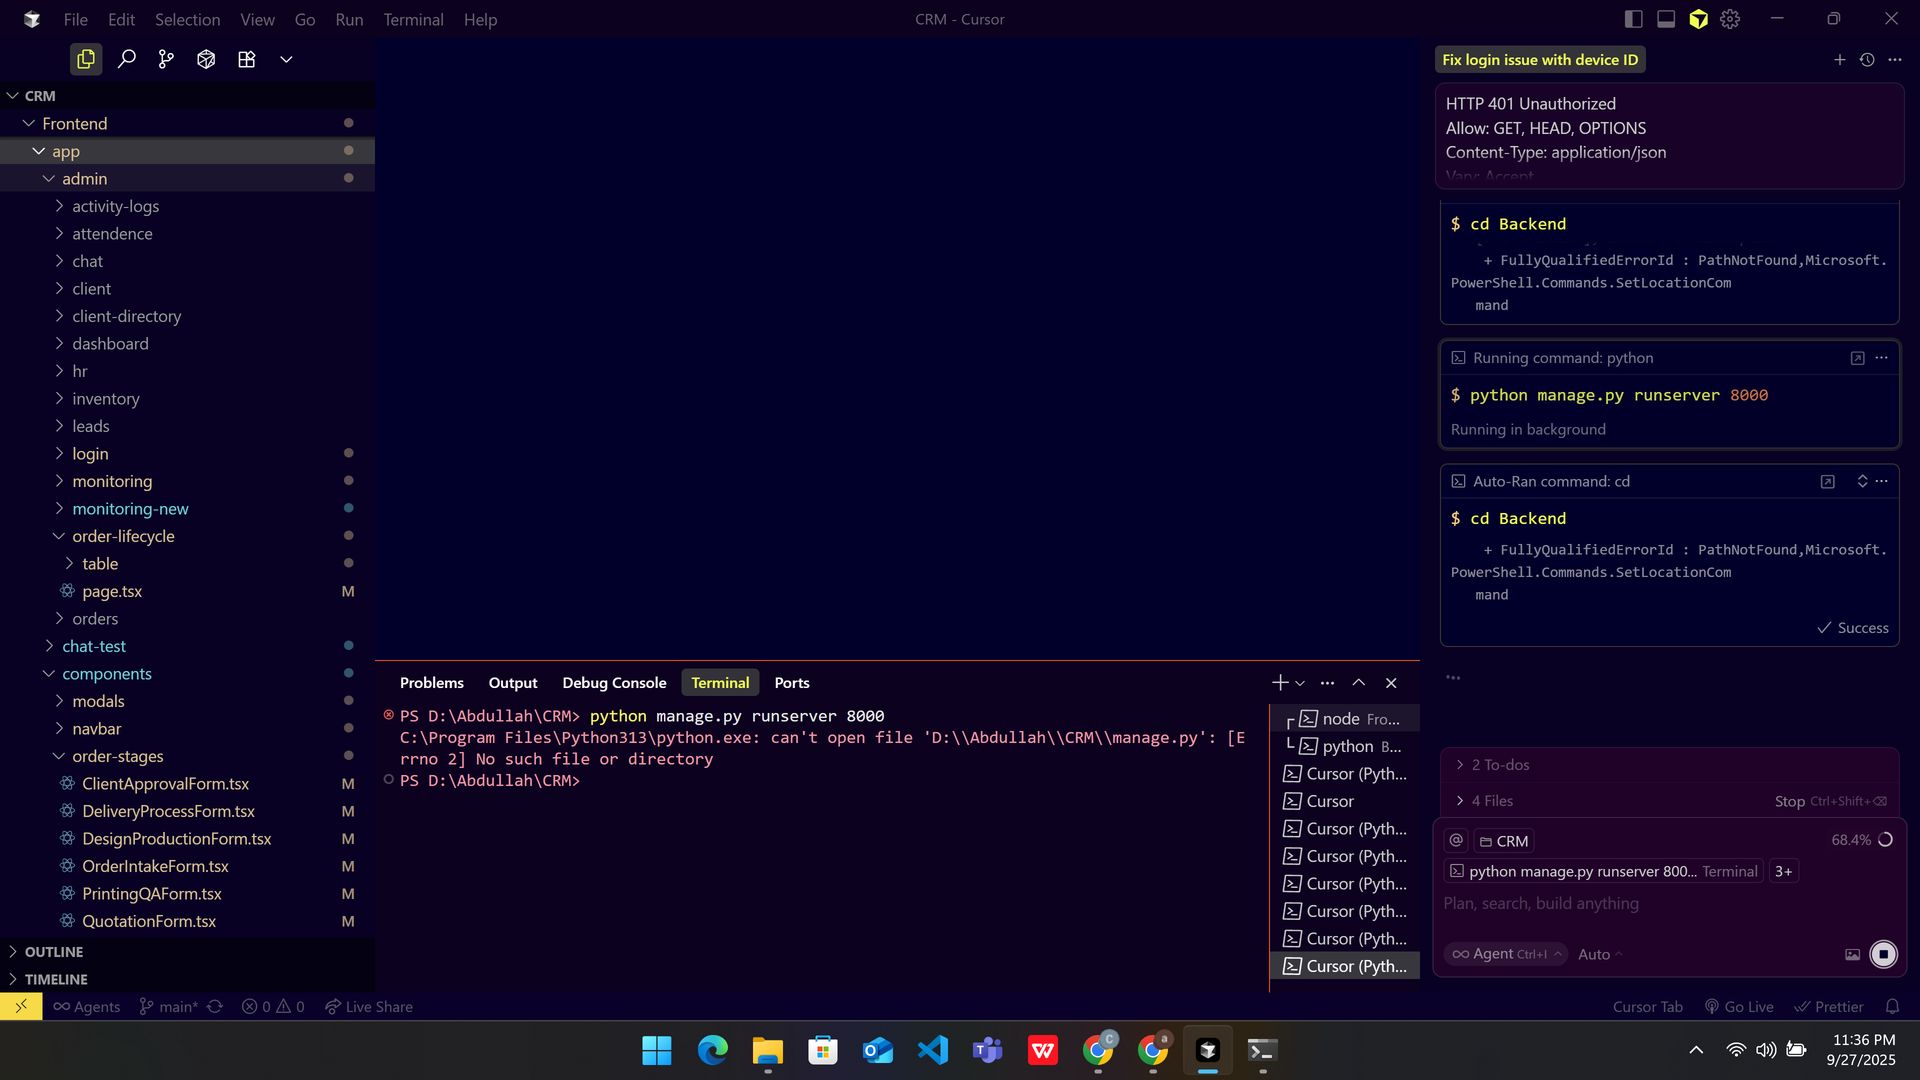 File Edit Selection View Go Run Terminal Help
CRM - Cursor
CRM
Frontend
app
admin
activity-logs
attendence
chat
client
client-directory
dashboard
hr
inventory
leads
login
monitoring
monitoring-new
order-lifecycle
table
page.tsx M
orders
chat-test
components
modals
navbar
order-stages
ClientApprovalForm.tsx M
DeliveryProcessForm.tsx M
DesignProductionForm.tsx M
OrderIntakeForm.tsx M
PrintingQAForm.tsx M
QuotationForm.tsx M
OUTLINE
TIMELINE
Problems Output Debug Console Terminal Ports
PS D:\Abdullah\CRM> python manage.py runserver 8000
C:\Program Files\Python313\python.exe: can't open file 'D:\\Abdullah\\CRM\\manage.py': [E
rrno 2] No such file or directory
PS D:\Abdullah\CRM>
node Fro...
python B...
Cursor (Pyth...
Cursor
Cursor (Pyth...
Cursor (Pyth...
Cursor (Pyth...
Cursor (Pyth...
Cursor (Pyth...
Cursor (Pyth...
Fix login issue with device ID
HTTP 401 Unauthorized
Allow: GET, HEAD, OPTIONS
Content-Type: application/json
Vary: Accept
$ cd Backend
+ FullyQualifiedErrorId : PathNotFound,Microsoft.
PowerShell.Commands.SetLocationCom
mand
Running command: python
$ python manage.py runserver 8000
Running in background
Auto-Ran command: cd
$ cd Backend
+ FullyQualifiedErrorId : PathNotFound,Microsoft.
PowerShell.Commands.SetLocationCom
mand
Success
2 To-dos
4 Files Stop Ctrl+Shift+⌫
CRM 68.4%
python manage.py runserver 800... Terminal 3+
Plan, search, build anything
Agent Ctrl+I Auto
Agents main* 0 0 Live Share
Cursor Tab Go Live Prettier
11:36 PM
9/27/2025